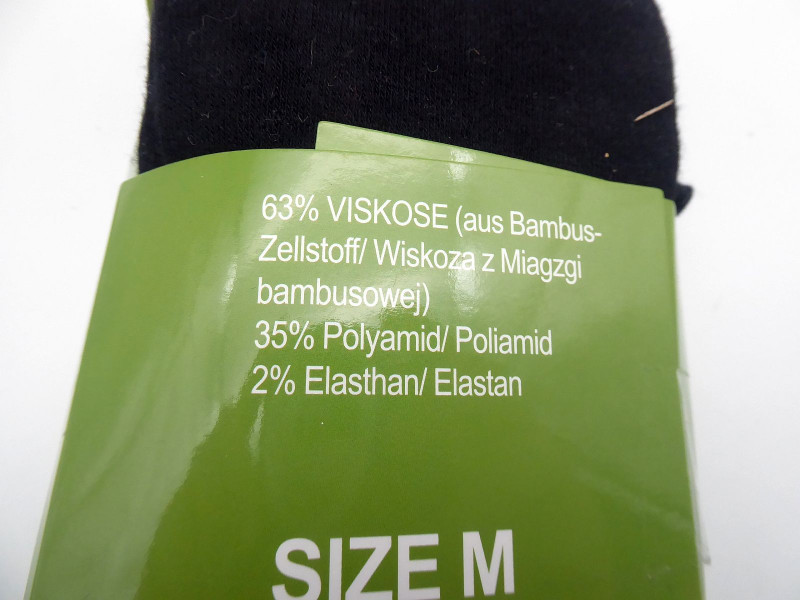 63% VISKOSE (aus Bambus-
Zellstoff/ Wiskoza z Miagzgi
bambusowej)
35% Polyamid/ Poliamid
2% Elasthan/ Elastan
SIZE M